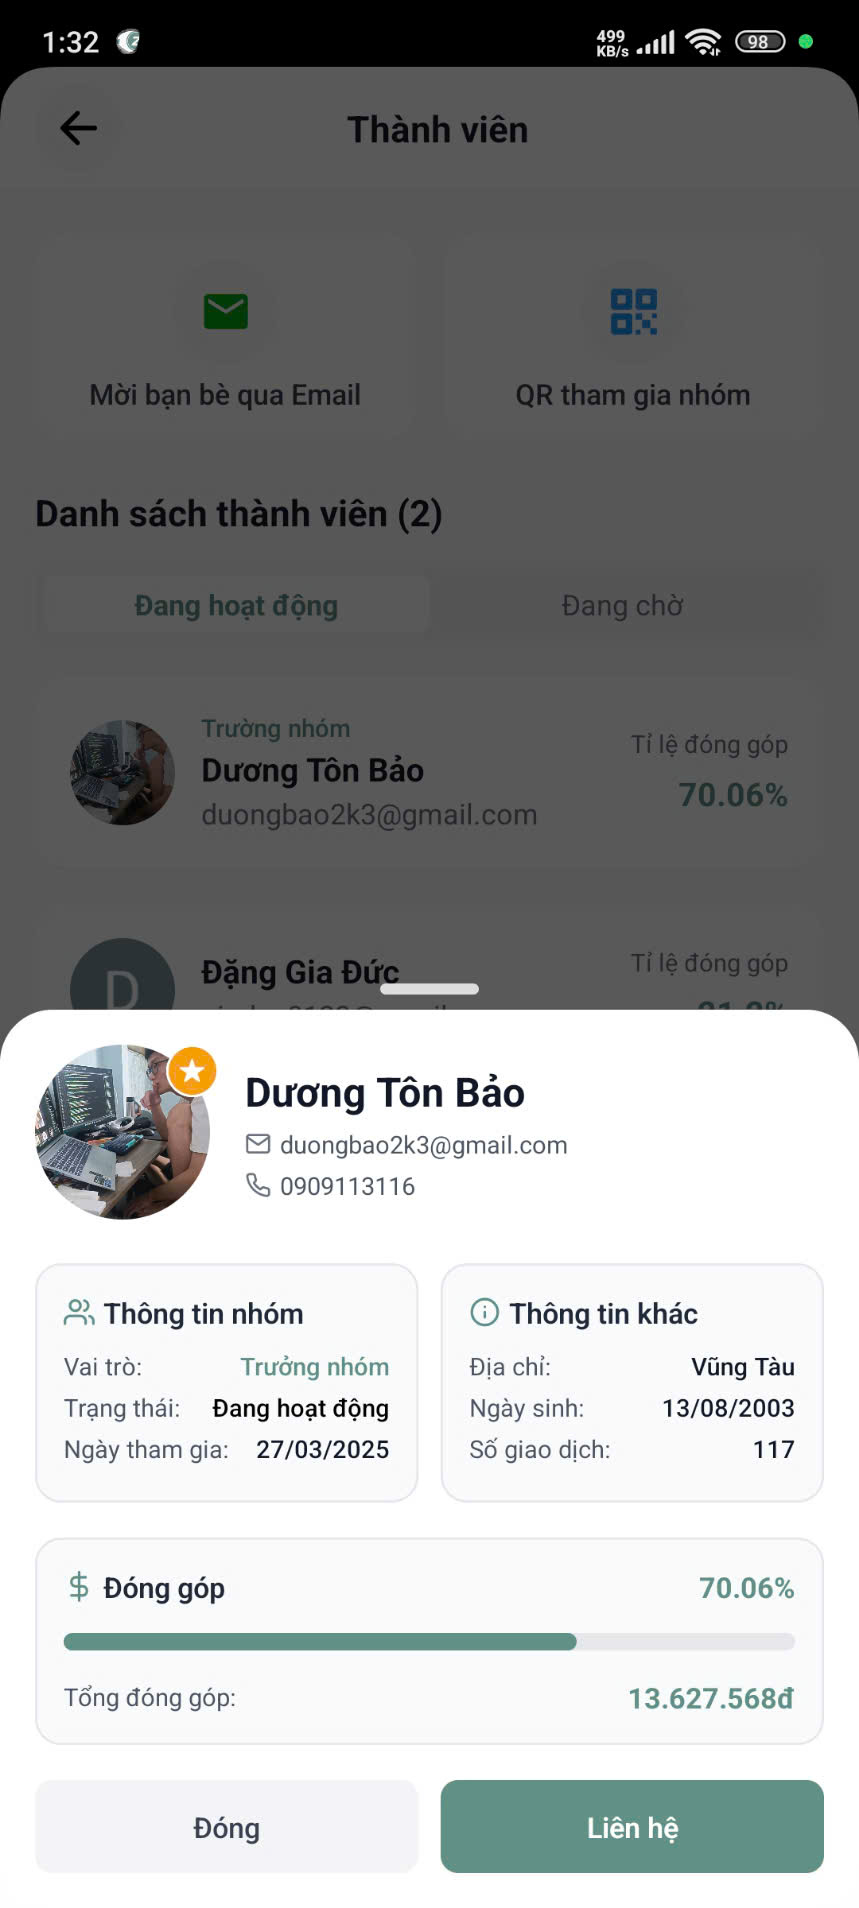 1:32
499
KB/s
98
Thành viên
Mời bạn bè qua Email
QR tham gia nhóm
Danh sách thành viên (2)
Đang hoạt động
Đang chờ
Trưởng nhóm
Dương Tôn Bảo
duongbao2k3@gmail.com
Tỉ lệ đóng góp
70.06%
D
Đặng Gia Đức
Tỉ lệ đóng góp
Dương Tôn Bảo
duongbao2k3@gmail.com
0909113116
Thông tin nhóm
Vai trò: Trưởng nhóm
Trạng thái: Đang hoạt động
Ngày tham gia: 27/03/2025
Thông tin khác
Địa chỉ: Vũng Tàu
Ngày sinh: 13/08/2003
Số giao dịch: 117
Đóng góp 70.06%
Tổng đóng góp: 13.627.568đ
Đóng
Liên hệ